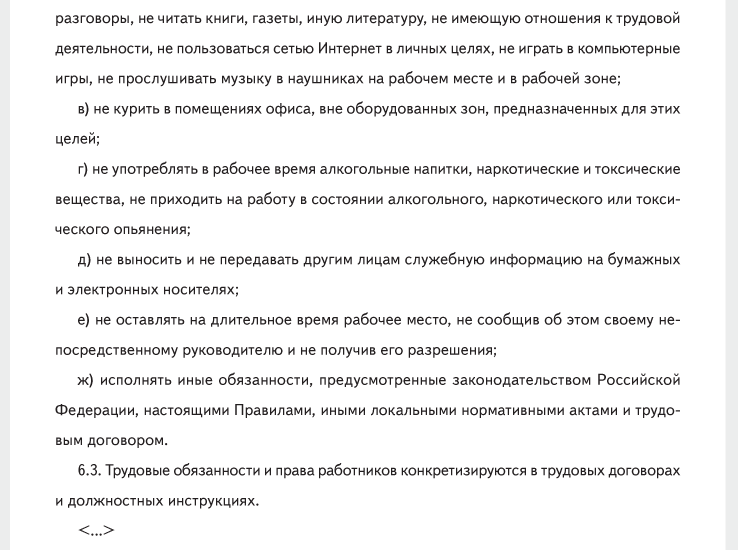 разговоры, не читать книги, газеты, иную литературу, не имеющую отношения к трудовой
деятельности, не пользоваться сетью Интернет в личных целях, не играть в компьютерные
игры, не прослушивать музыку в наушниках на рабочем месте и в рабочей зоне;
в) не курить в помещениях офиса, вне оборудованных зон, предназначенных для этих
целей;
г) не употреблять в рабочее время алкогольные напитки, наркотические и токсические
вещества, не приходить на работу в состоянии алкогольного, наркотического или токси-
ческого опьянения;
д) не выносить и не передавать другим лицам служебную информацию на бумажных
и электронных носителях;
е) не оставлять на длительное время рабочее место, не сообщив об этом своему не-
посредственному руководителю и не получив его разрешения;
ж) исполнять иные обязанности, предусмотренные законодательством Российской
Федерации, настоящими Правилами, иными локальными нормативными актами и трудо-
вым договором.
6.3. Трудовые обязанности и права работников конкретизируются в трудовых договорах
и должностных инструкциях.
<...>